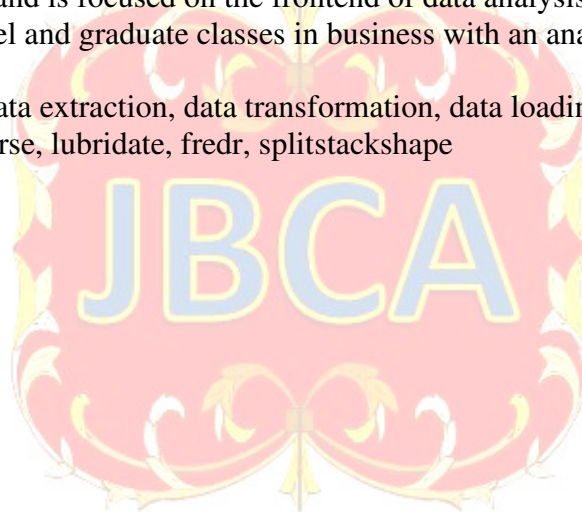 and is focused on the frontend of data analysis
el and graduate classes in business with an ana
ata extraction, data transformation, data loadin
rse, lubridate, fredr, splitstackshape
JBCA